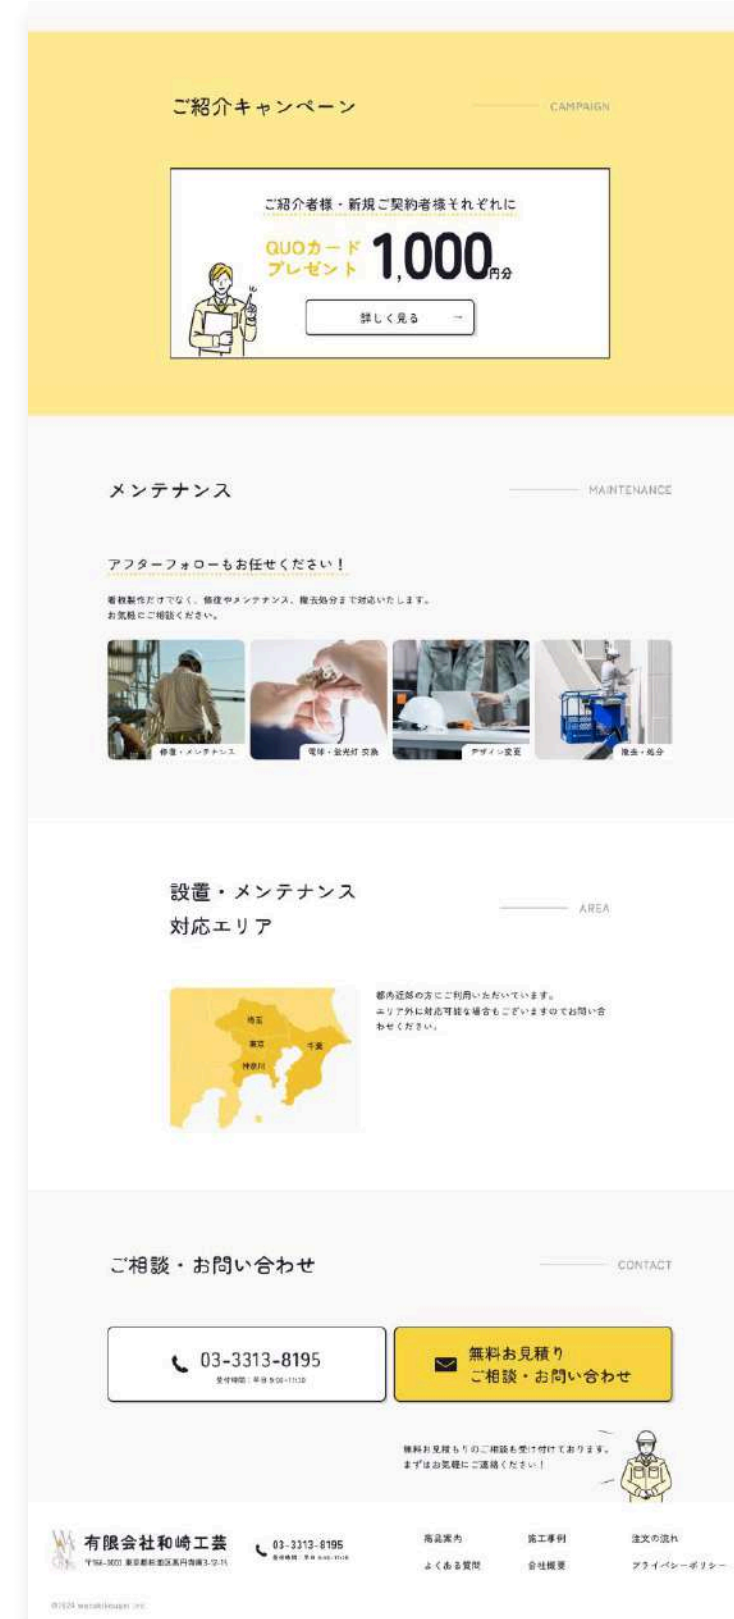 ご紹介キャンペーン
CAMPAIGN
ご紹介者様・新規ご契約者様それぞれに
QUOカード
プレゼント
1,000円分
詳しく見る →
メンテナンス
MAINTENANCE
アフターフォローもお任せください！
看板製作だけでなく、修復やメンテナンス、撤去処分まで対応いたします。
お気軽にご相談ください。
修復・メンテナンス
電球・蛍光灯 交換
デザイン変更
撤去・処分
設置・メンテナンス
対応エリア
AREA
都内近郊の方にご利用いただいています。
エリア外に対応可能な場合もございますのでお問い合
わせください。
埼玉
東京
千葉
神奈川
ご相談・お問い合わせ
CONTACT
03-3313-8195
受付時間：平日
無料お見積り
ご相談・お問い合わせ
無料お見積もりのご相談も受け付けております。
まずはお気軽にご連絡ください！
有限会社和崎工芸
03-3313-8195
商品案内
施工事例
注文の流れ
よくある質問
会社概要
プライバシーポリシー